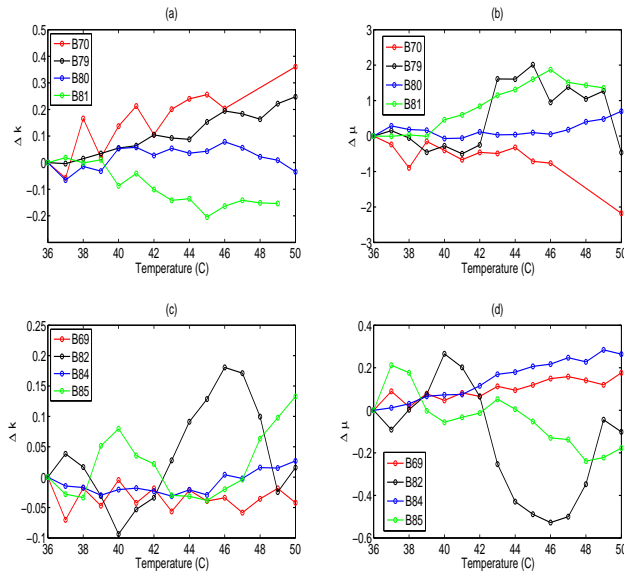 (a)
0.5
0.4
0.3
0.2
0.1
0
−0.1
−0.2
Δ k
B70
B79
B80
B81
36 38 40 42 44 46 48 50
Temperature (C)
(b)
3
2
1
0
−1
−2
−3
Δ μ
B70
B79
B80
B81
36 38 40 42 44 46 48 50
Temperature (C)
(c)
0.25
0.2
0.15
0.1
0.05
0
−0.05
−0.1
Δ k
B69
B82
B84
B85
36 38 40 42 44 46 48 50
Temperature (C)
(d)
0.4
0.2
0
−0.2
−0.4
−0.6
Δ μ
B69
B82
B84
B85
36 38 40 42 44 46 48 50
Temperature (C)